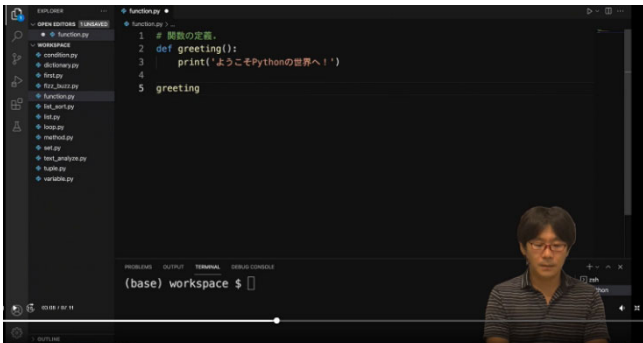 EXPLORER
function.py
OPEN EDITORS 1 UNSAVED
function.py
function.py > ...
WORKSPACE
condition.py
dictionary.py
first.py
fizz_buzz.py
function.py
list_sort.py
list.py
loop.py
method.py
set.py
text_analyze.py
tuple.py
variable.py
1 # 関数の定義.
2 def greeting():
3 print('ようこそPythonの世界へ!')
4
5 greeting
PROBLEMS OUTPUT TERMINAL DEBUG CONSOLE
(base) workspace $
zsh
OUTLINE